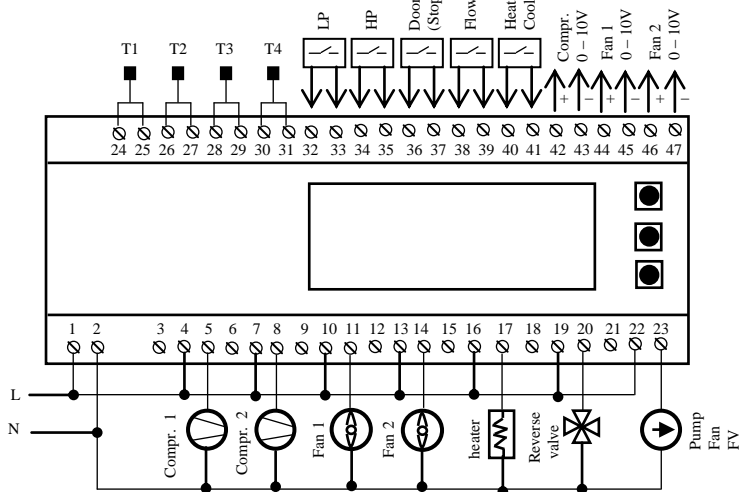 T1 T2 T3 T4
LP
HP
Door
(Stop
Flow
Heat
Cool
Compr.
0 – 10V
Fan 1
0 – 10V
Fan 2
0 – 10V
+ – + – + –
24 25 26 27 28 29 30 31 32 33 34 35 36 37 38 39 40 41 42 43 44 45 46 47
1 2 3 4 5 6 7 8 9 10 11 12 13 14 15 16 17 18 19 20 21 22 23
L
N
Compr. 1
Compr. 2
Fan 1
Fan 2
heater
Reverse
valve
Pump
Fan
FV